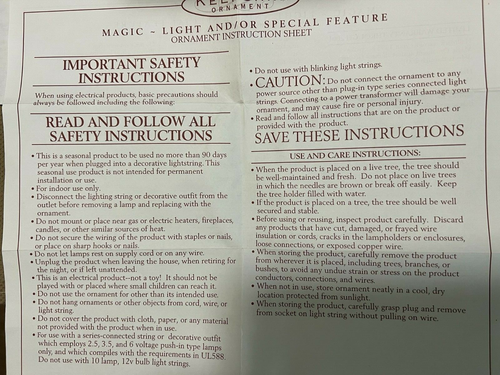 ORNAMENT
MAGIC ~ LIGHT AND/OR SPECIAL FEATURE
ORNAMENT INSTRUCTION SHEET
IMPORTANT SAFETY
INSTRUCTIONS
When using electrical products, basic precautions should
always be followed including the following:
READ AND FOLLOW ALL
SAFETY INSTRUCTIONS
• This is a seasonal product to be used no more than 90 days
per year when plugged into a decorative lightstring. This
seasonal use product is not intended for permanent
installation or use.
• For indoor use only.
• Disconnect the lighting string or decorative outfit from the
outlet before removing a lamp and replacing with the
ornament.
• Do not mount or place near gas or electric heaters, fireplaces,
candles, or other similar sources of heat.
• Do not secure the wiring of the product with staples or nails,
or place on sharp hooks or nails.
• Do not let lamps rest on supply cord or on any wire.
• Unplug the product when leaving the house, when retiring for
the night, or if left unattended.
• This is an electrical product--not a toy! It should not be
played with or placed where small children can reach it.
• Do not use the ornament for other than its intended use.
• Do not hang ornaments or other objects from cord, wire, or
light string.
• Do not cover the product with cloth, paper, or any material
not provided with the product when in use.
• For use with a series-connected string or decorative outfit
which employs 2.5, 3.5, and 6 voltage push-in type lamps
only, and which complies with the requirements in UL588.
Do not use with 10 lamp, 12v bulb light strings.
• Do not use with blinking light strings.
• CAUTION: Do not connect the ornament to any
power source other than plug-in type series connected light
strings. Connecting to a power transformer will damage your
ornament, and may cause fire or personal injury.
• Read and follow all instructions that are on the product or
provided with the product.
SAVE THESE INSTRUCTIONS
USE AND CARE INSTRUCTIONS:
• When the product is placed on a live tree, the tree should
be well-maintained and fresh. Do not place on live trees
in which the needles are brown or break off easily. Keep
the tree holder filled with water.
• If the product is placed on a tree, the tree should be well
secured and stable.
• Before using or reusing, inspect product carefully. Discard
any products that have cut, damaged, or frayed wire
insulation or cords, cracks in the lampholders or enclosures,
loose connections, or exposed copper wire.
• When storing the product, carefully remove the product
from wherever it is placed, including trees, branches, or
bushes, to avoid any undue strain or stress on the product
conductors, connections, and wires.
• When not in use, store ornament neatly in a cool, dry
location protected from sunlight.
• When storing the product, carefully grasp plug and remove
from socket on light string without pulling on wire.